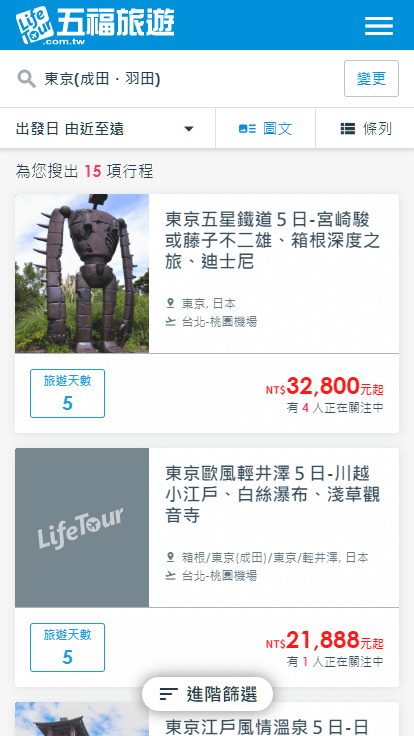 LifeTour 五福旅遊
.com.tw
東京(成田・羽田)
變更
出發日 由近至遠
圖文
條列
為您搜出 15 項行程
東京五星鐵道５日-宮崎駿
或藤子不二雄、箱根深度之
旅、迪士尼
東京, 日本
台北-桃園機場
旅遊天數
5
NT$32,800元起
有 4 人正在關注中
LifeTour
東京歐風輕井澤５日-川越
小江戶、白絲瀑布、淺草觀
音寺
箱根/東京(成田)/東京/輕井澤, 日本
台北-桃園機場
旅遊天數
5
NT$21,888元起
有 1 人正在關注中
進階篩選
東京江戶風情溫泉５日-日